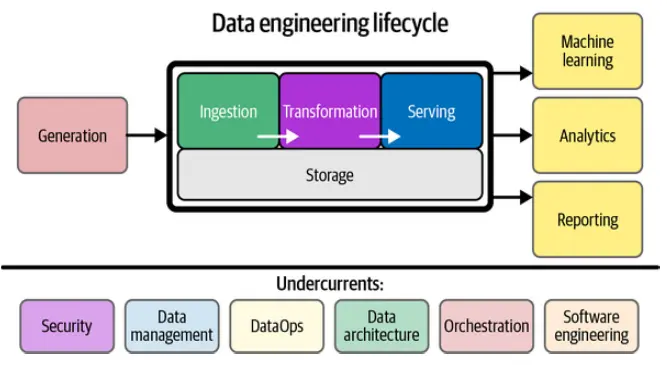 Data engineering lifecycle
Generation
Ingestion
Transformation
Serving
Storage
Machine
learning
Analytics
Reporting
Undercurrents:
Security
Data
management
DataOps
Data
architecture
Orchestration
Software
engineering